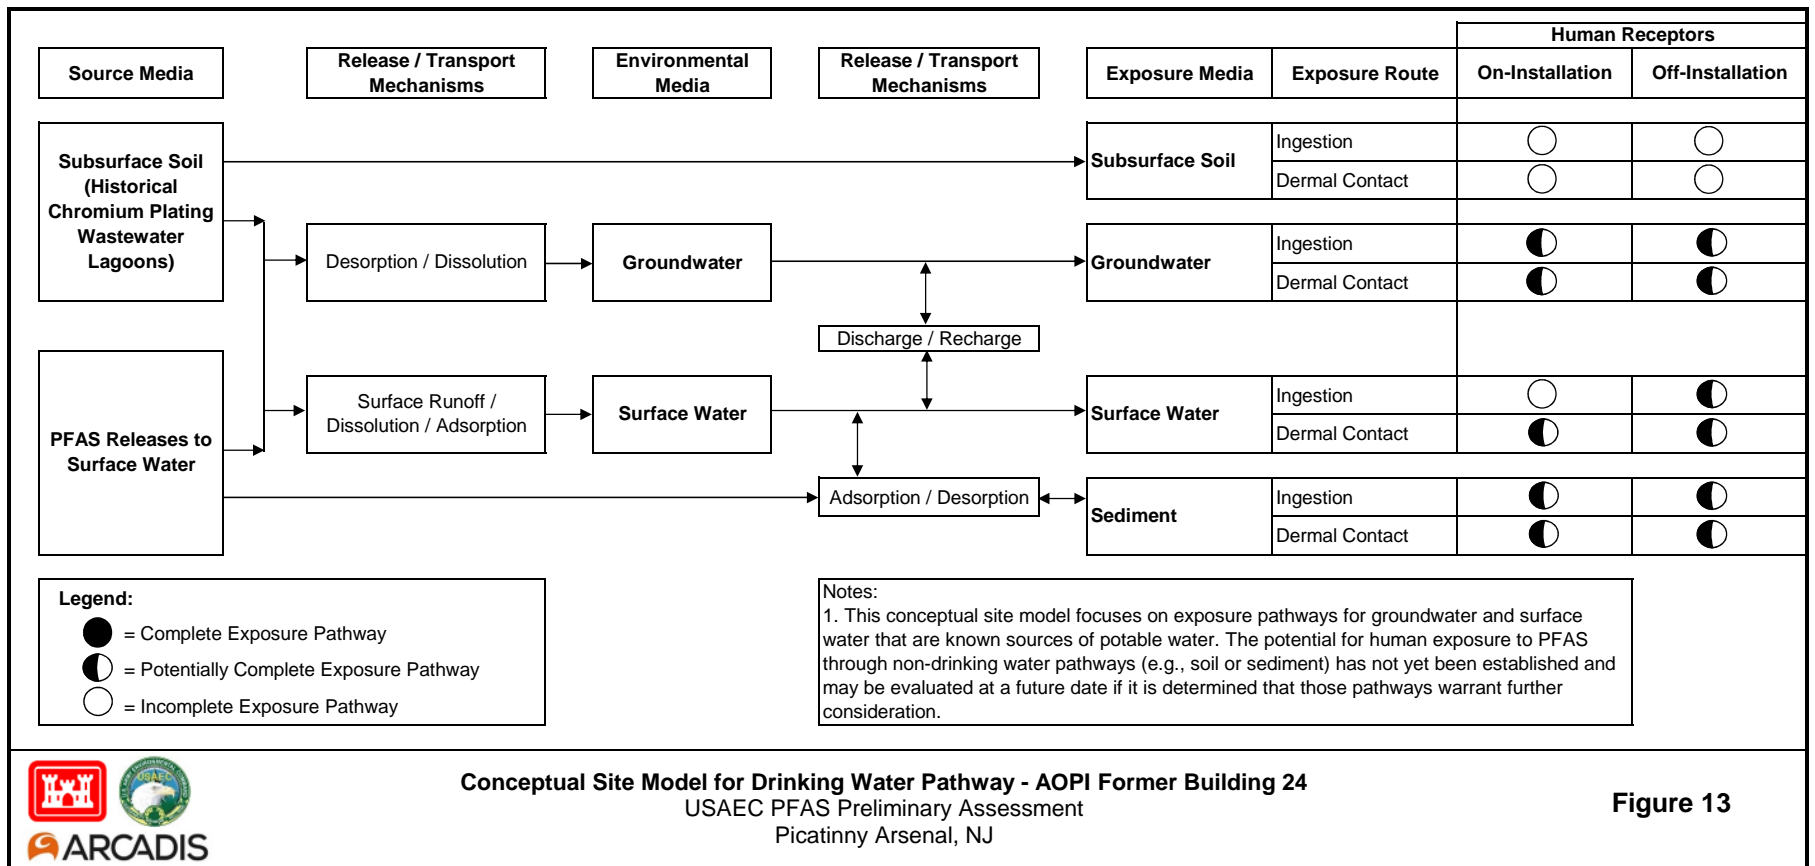 Human Receptors
Source Media
Release / Transport
Mechanisms
Environmental
Media
Release / Transport
Mechanisms
Exposure Media
Exposure Route
On-Installation
Off-Installation
Subsurface Soil
(Historical
Chromium Plating
Wastewater
Lagoons)
Subsurface Soil
Ingestion
Dermal Contact
Desorption / Dissolution
Groundwater
Groundwater
Ingestion
Dermal Contact
Discharge / Recharge
PFAS Releases to
Surface Water
Surface Runoff /
Dissolution / Adsorption
Surface Water
Surface Water
Ingestion
Dermal Contact
Adsorption / Desorption
Sediment
Ingestion
Dermal Contact
Legend:
= Complete Exposure Pathway
= Potentially Complete Exposure Pathway
= Incomplete Exposure Pathway
Notes:
1. This conceptual site model focuses on exposure pathways for groundwater and surface
water that are known sources of potable water. The potential for human exposure to PFAS
through non-drinking water pathways (e.g., soil or sediment) has not yet been established and
may be evaluated at a future date if it is determined that those pathways warrant further
consideration.
USAEC
ARCADIS
Conceptual Site Model for Drinking Water Pathway - AOPI Former Building 24
USAEC PFAS Preliminary Assessment
Picatinny Arsenal, NJ
Figure 13